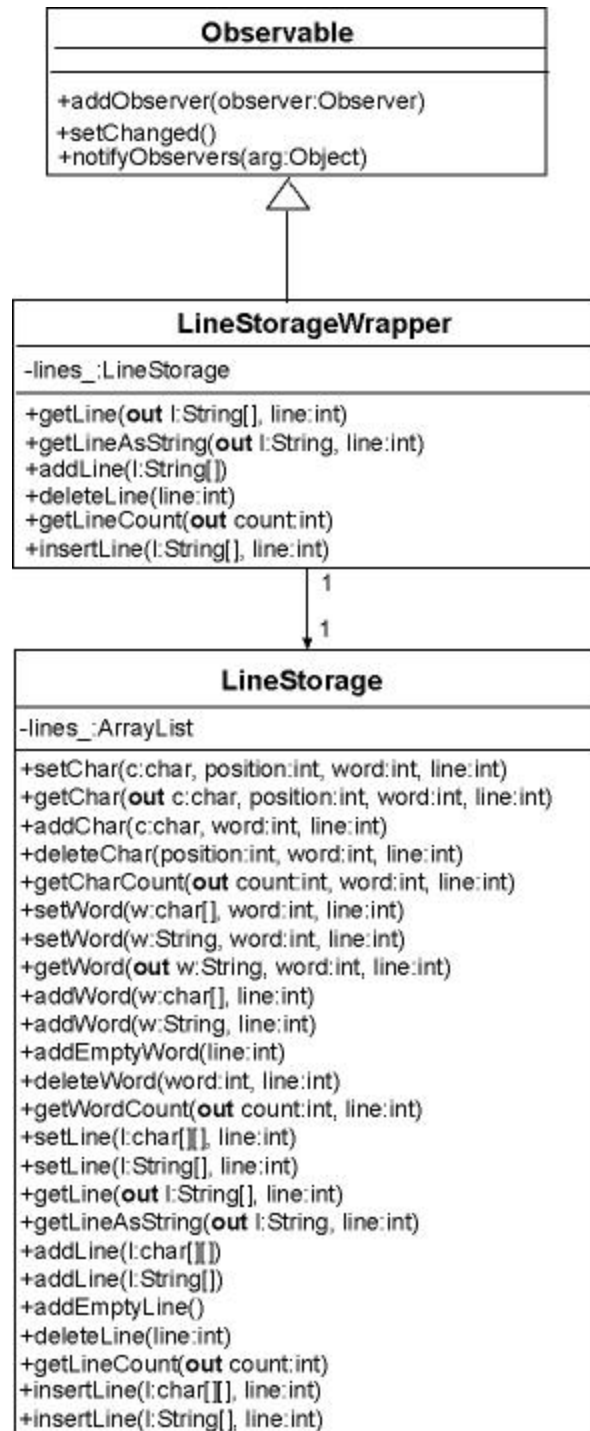 Observable
+addObserver(observer:Observer)
+setChanged()
+notifyObservers(arg:Object)
LineStorageWrapper
-lines_:LineStorage
+getLine(out l:String[], line:int)
+getLineAsString(out l:String, line:int)
+addLine(l:String[])
+deleteLine(line:int)
+getLineCount(out count:int)
+insertLine(l:String[], line:int)
1
1
LineStorage
-lines_:ArrayList
+setChar(c:char, position:int, word:int, line:int)
+getChar(out c:char, position:int, word:int, line:int)
+addChar(c:char, word:int, line:int)
+deleteChar(position:int, word:int, line:int)
+getCharCount(out count:int, word:int, line:int)
+setWord(w:char[], word:int, line:int)
+setWord(w:String, word:int, line:int)
+getWord(out w:String, word:int, line:int)
+addWord(w:char[], line:int)
+addWord(w:String, line:int)
+addEmptyWord(line:int)
+deleteWord(word:int, line:int)
+getWordCount(out count:int, line:int)
+setLine(l:char[][], line:int)
+setLine(l:String[], line:int)
+getLine(out l:String[], line:int)
+getLineAsString(out l:String, line:int)
+addLine(l:char[][])
+addLine(l:String[])
+addEmptyLine()
+deleteLine(line:int)
+getLineCount(out count:int)
+insertLine(l:char[][], line:int)
+insertLine(l:String[], line:int)